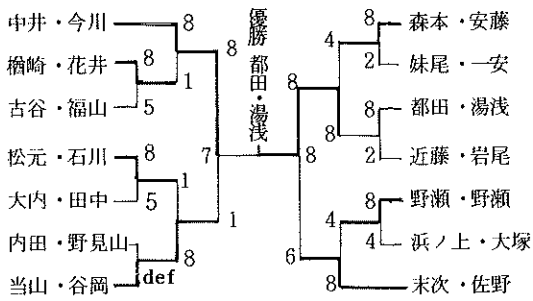 中井・今川
8
楢崎・花井
8
古谷・福山
5
1
8
松元・石川
8
大内・田中
5
1
内田・野見山
当山・谷岡
def
8
1
7
優勝 都田・湯浅
8
森本・安藤
8
妹尾・一安
2
4
都田・湯浅
8
近藤・岩尾
2
8
8
野瀬・野瀬
8
浜ノ上・大塚
4
4
末次・佐野
8
6